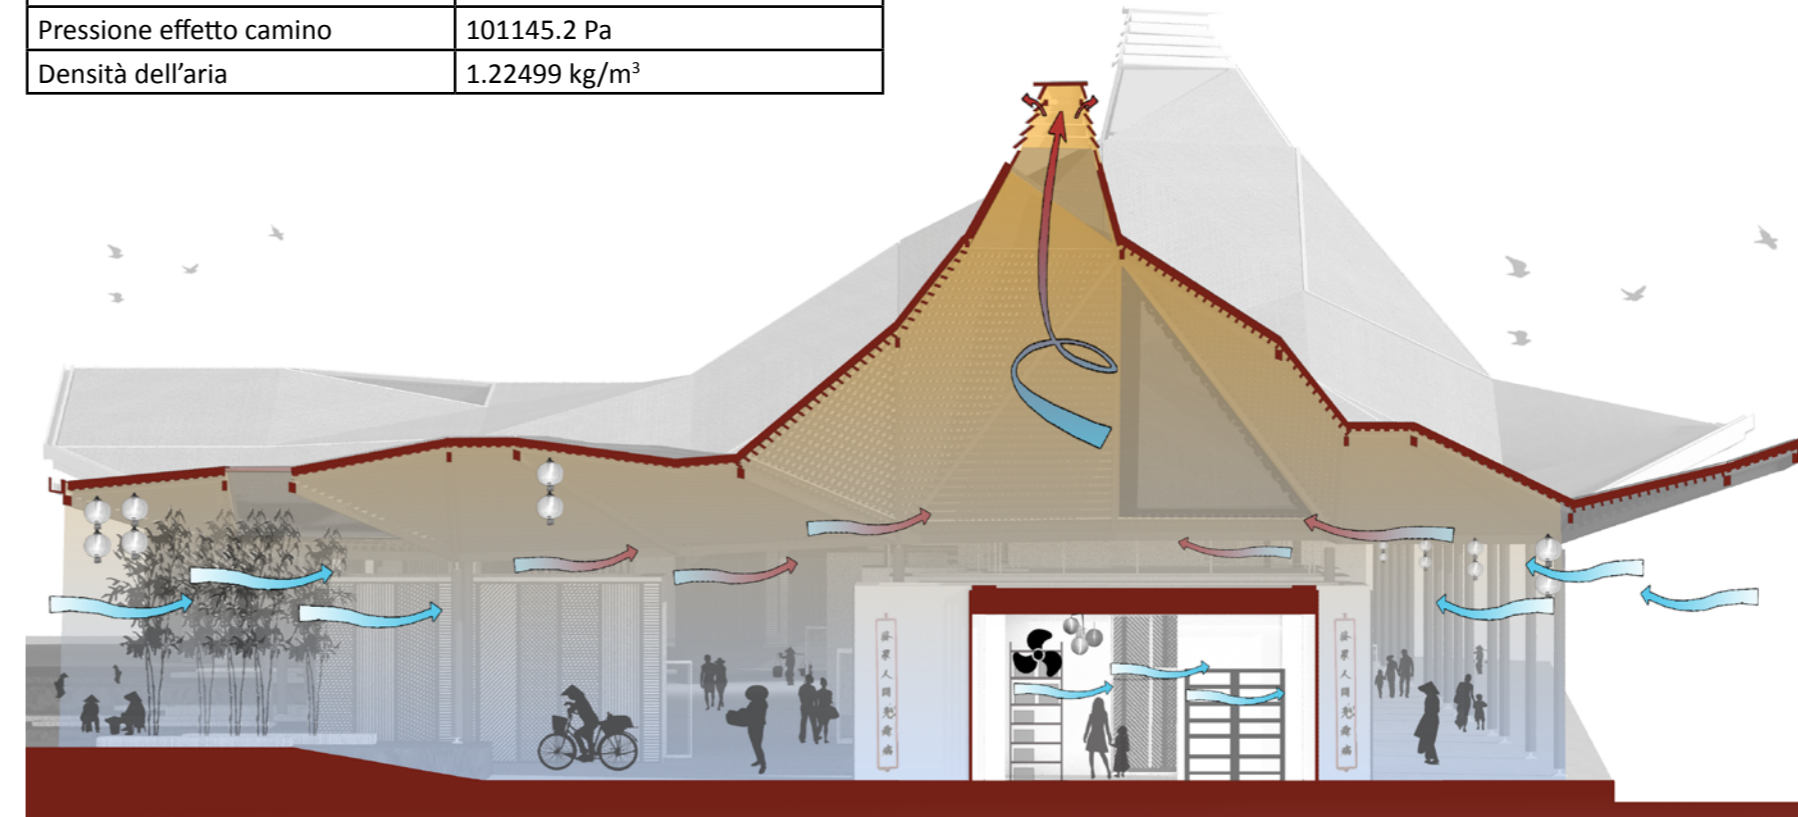 Pressione effetto camino 101145.2 Pa
Densità dell’aria 1.22499 kg/m³